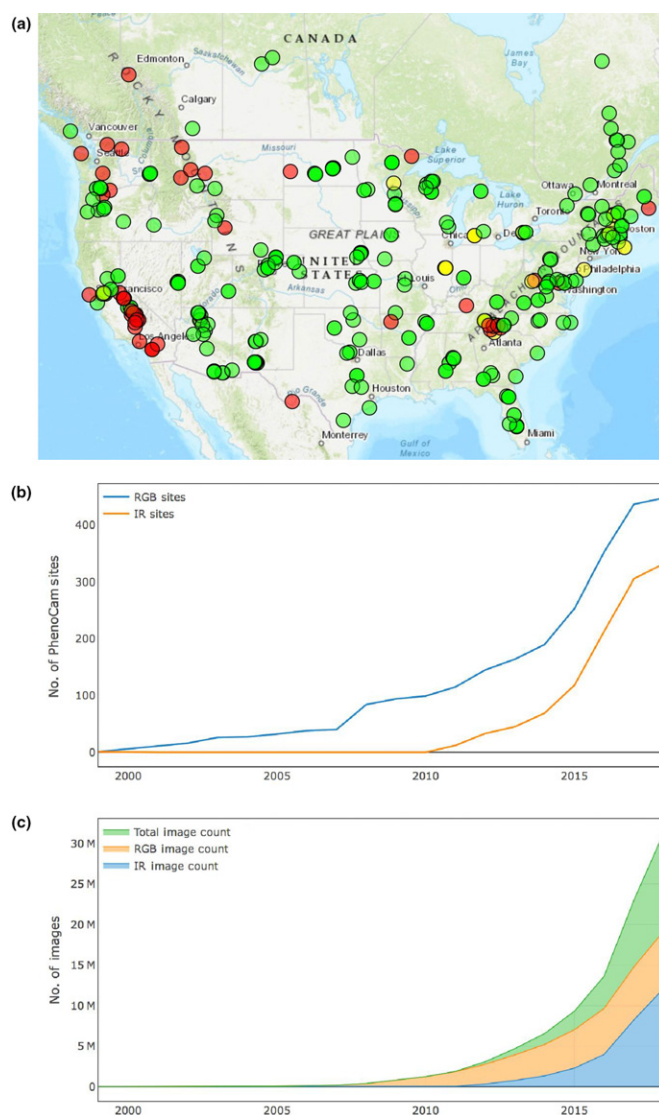 (a)
CANADA
Edmonton
Saskatchewan
James
Bay
Calgary
ROCKY MOUNTAINS
Vancouver
Seattle
Missouri
Lake
Superior
Ottawa
Montreal
Lake
Huron
Toronto
Boston
GREAT PLAINS
New York
UNITED
STATES
Philadelphia
Washington
Francisco
Colorado
Arkansas
Louis
Los Angeles
Atlanta
Dallas
Rio Grande
Houston
Monterrey
Gulf of
Mexico
Miami
(b)
RGB sites
IR sites
No. of PhenoCam sites
400
300
200
100
0
2000
2005
2010
2015
(c)
Total image count
RGB image count
IR image count
No. of images
30 M
25 M
20 M
15 M
10 M
5 M
0
2000
2005
2010
2015